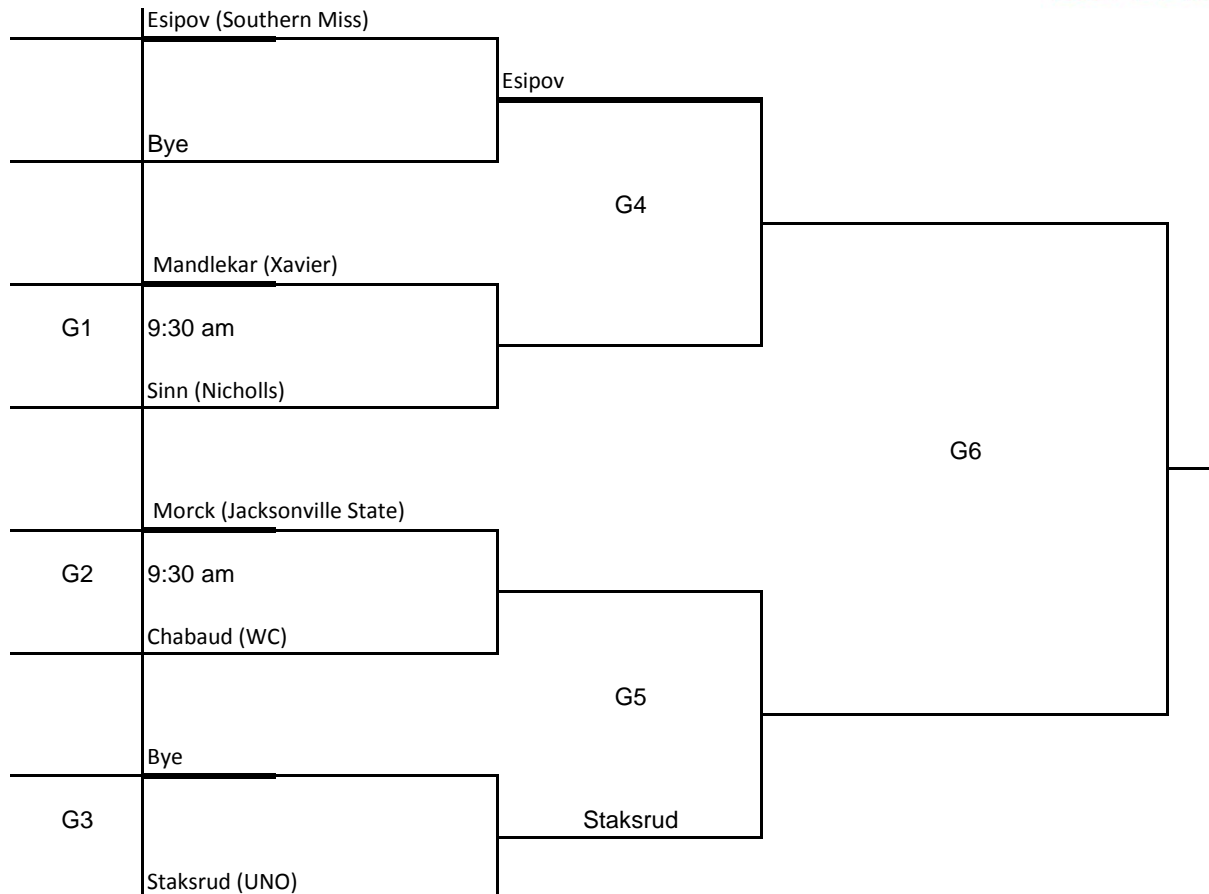 Esipov (Southern Miss)
Esipov
Bye
G4
Mandlekar (Xavier)
G1
9:30 am
Sinn (Nicholls)
G6
Morck (Jacksonville State)
G2
9:30 am
Chabaud (WC)
G5
Bye
G3
Staksrud
Staksrud (UNO)